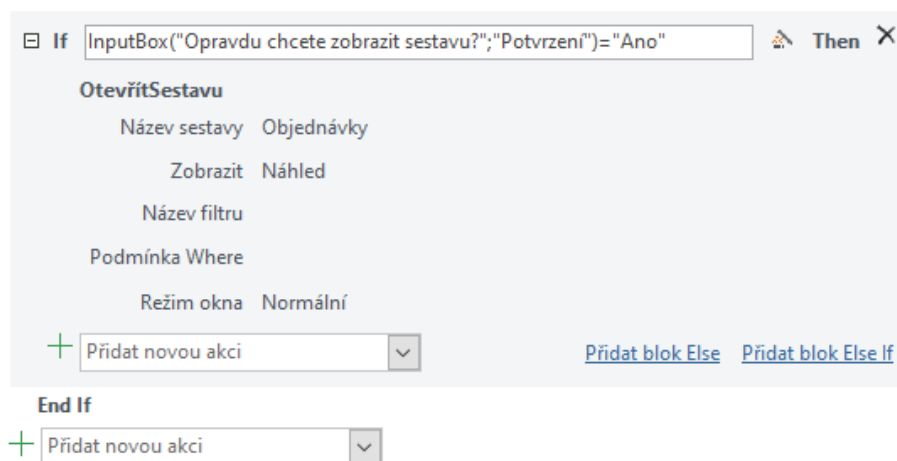 If InputBox("Opravdu chcete zobrazit sestavu?";"Potvrzení")="Ano" Then
OtevřítSestavu
Název sestavy Objednávky
Zobrazit Náhled
Název filtru
Podmínka Where
Režim okna Normální
Přidat novou akci Přidat blok Else Přidat blok Else If
End If
Přidat novou akci